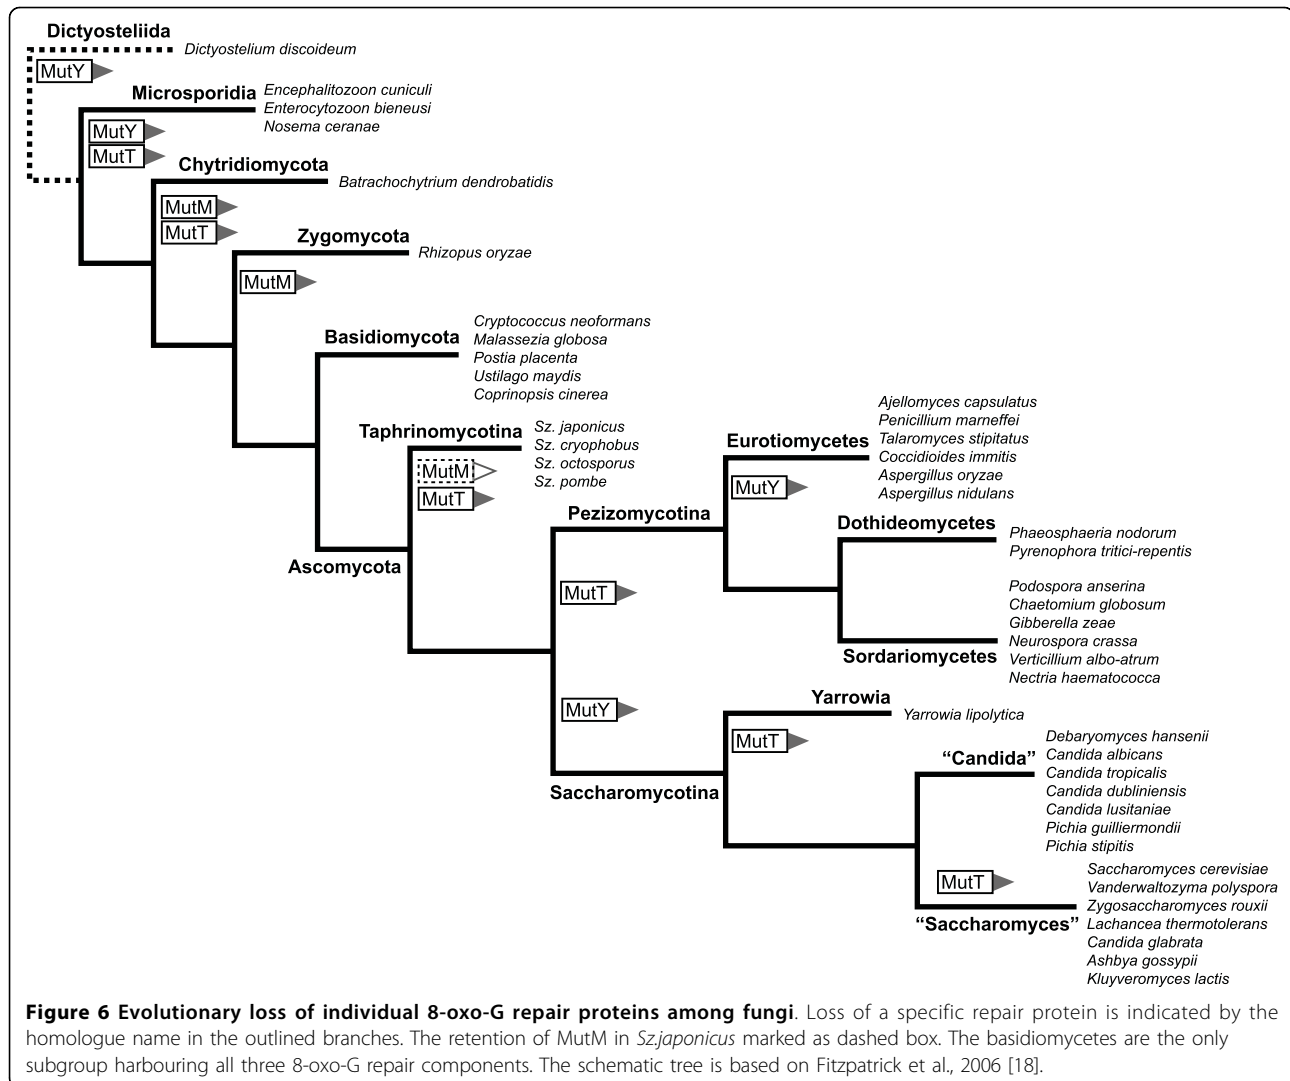 Dictyosteliida
Dictyostelium discoideum
MutY
Microsporidia
Encephalitozoon cuniculi
Enterocytozoon bieneusi
Nosema ceranae
MutY
MutT
Chytridiomycota
Batrachochytrium dendrobatidis
MutM
MutT
Zygomycota
Rhizopus oryzae
MutM
Basidiomycota
Cryptococcus neoformans
Malassezia globosa
Postia placenta
Ustilago maydis
Coprinopsis cinerea
Taphrinomycotina
Sz. japonicus
Sz. cryophobus
Sz. octosporus
Sz. pombe
MutM
MutT
Ascomycota
Pezizomycotina
Eurotiomycetes
Ajellomyces capsulatus
Penicillium marneffei
Talaromyces stipitatus
Coccidioides immitis
Aspergillus oryzae
Aspergillus nidulans
MutY
Dothideomycetes
Phaeosphaeria nodorum
Pyrenophora tritici-repentis
MutT
Podospora anserina
Chaetomium globosum
Gibberella zeae
Neurospora crassa
Verticillium albo-atrum
Nectria haematococca
Sordariomycetes
MutY
Yarrowia
Yarrowia lipolytica
MutT
Saccharomycotina
“Candida”
Debaryomyces hansenii
Candida albicans
Candida tropicalis
Candida dubliniensis
Candida lusitaniae
Pichia guilliermondii
Pichia stipitis
MutT
“Saccharomyces”
Saccharomyces cerevisiae
Vanderwaltozyma polyspora
Zygosaccharomyces rouxii
Lachancea thermotolerans
Candida glabrata
Ashbya gossypii
Kluyveromyces lactis
Figure 6 Evolutionary loss of individual 8-oxo-G repair proteins among fungi. Loss of a specific repair protein is indicated by the
homologue name in the outlined branches. The retention of MutM in Sz.japonicus marked as dashed box. The basidiomycetes are the only
subgroup harbouring all three 8-oxo-G repair components. The schematic tree is based on Fitzpatrick et al., 2006 [18].